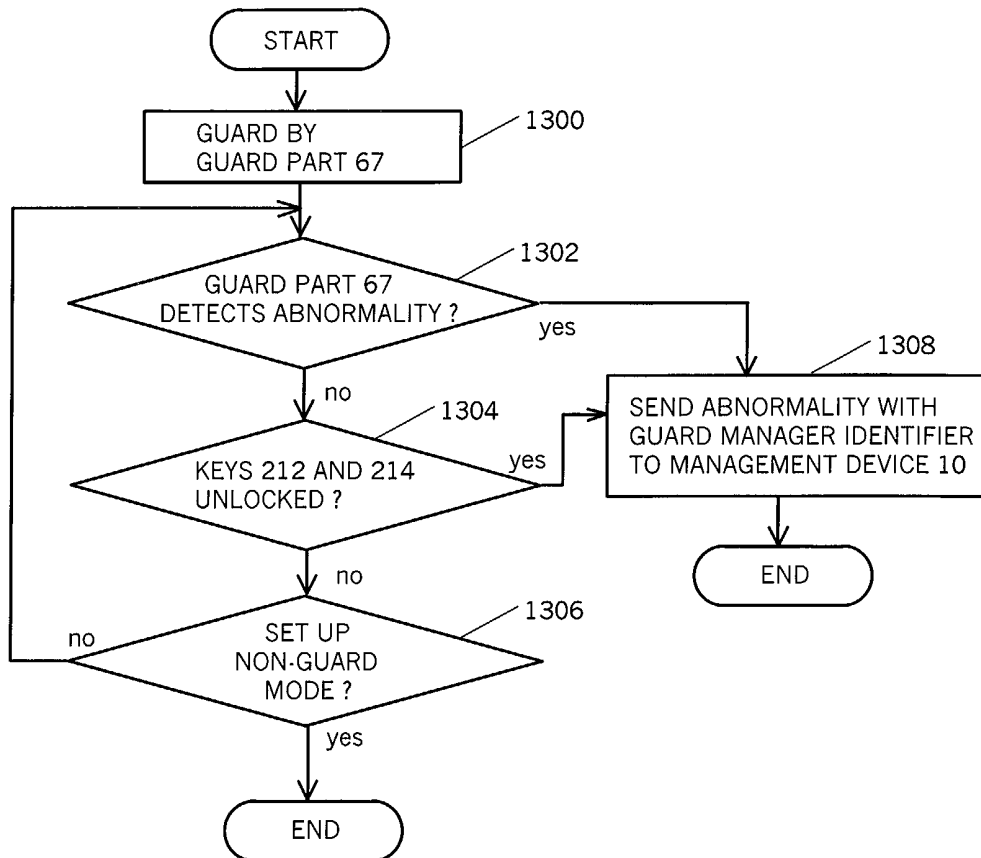 START
1300
GUARD BY
GUARD PART 67
1302
GUARD PART 67
DETECTS ABNORMALITY ?
yes
no
1308
SEND ABNORMALITY WITH
GUARD MANAGER IDENTIFIER
TO MANAGEMENT DEVICE 10
1304
KEYS 212 AND 214
UNLOCKED ?
yes
no
END
1306
SET UP
NON-GUARD
MODE ?
no
yes
END